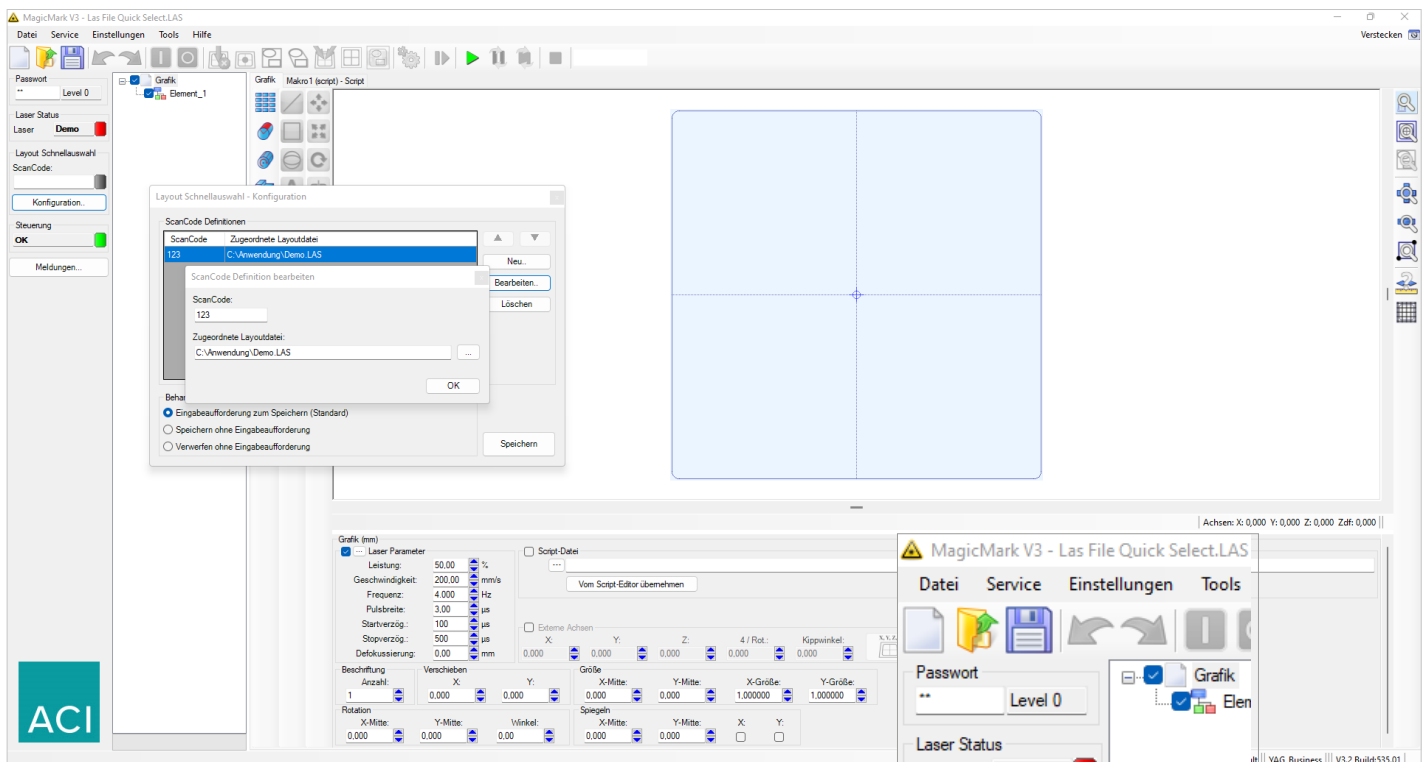 MagicMark V3 - Las File Quick Select.LAS
Datei Service Einstellungen Tools Hilfe
Verstecken
Passwort
** Level 0
Laser Status
Laser Demo
Layout Schnellauswahl
ScanCode:
Konfiguration..
Steuerung
OK
Meldungen...
Grafik
Element_1
Grafik Makro1 (script) - Script
Layout Schnellauswahl - Konfiguration
ScanCode Definitionen
ScanCode Zugeordnete Layoutdatei
123 C:\Anwendung\Demo.LAS
Neu..
Bearbeiten..
Löschen
ScanCode Definition bearbeiten
ScanCode:
123
Zugeordnete Layoutdatei:
C:\Anwendung\Demo.LAS ...
OK
Eingabeaufforderung zum Speichern (Standard)
Speichern ohne Eingabeaufforderung
Verwerfen ohne Eingabeaufforderung
Speichern
Achsen: X: 0,000 Y: 0,000 Z: 0,000 Zdf: 0,000
Grafik (mm)
... Laser Parameter
Leistung: 50,00 %
Geschwindigkeit: 200,00 mm/s
Frequenz: 4.000 Hz
Pulsbreite: 3,00 µs
Startverzög.: 100 µs
Stopverzög.: 500 µs
Defokussierung: 0,00 mm
Script-Datei
...
Vom Script-Editor übernehmen
Externe Achsen
X: Y: Z: 4 / Rot.: Kippwinkel:
0,000 0,000 0,000 0,000 0,000
Beschriftung
Anzahl:
1
Verschieben
X: Y:
0,000 0,000
Größe
X-Mitte: Y-Mitte: X-Größe: Y-Größe:
0,000 0,000 1,000000 1,000000
Rotation
X-Mitte: Y-Mitte: Winkel:
0,000 0,000 0,00
Spiegeln
X-Mitte: Y-Mitte: X: Y:
0,000 0,000
ACI
MagicMark V3 - Las File Quick Select.LAS
Datei Service Einstellungen Tools
Passwort
** Level 0
Grafik
Elem
Laser Status
YAG_Business V3.2 Build:535.01